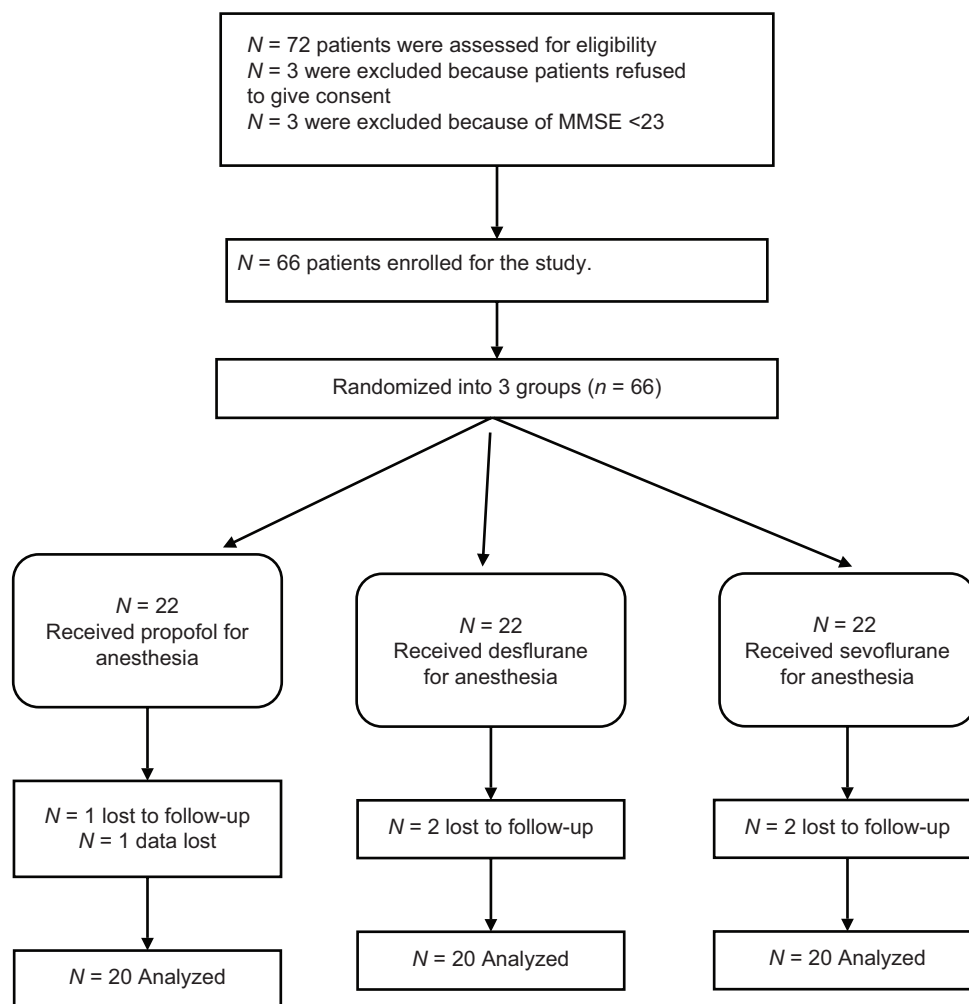 N = 72 patients were assessed for eligibility
N = 3 were excluded because patients refused
to give consent
N = 3 were excluded because of MMSE <23
N = 66 patients enrolled for the study.
Randomized into 3 groups (n = 66)
N = 22
Received propofol for
anesthesia
N = 22
Received desflurane
for anesthesia
N = 22
Received sevoflurane
for anesthesia
N = 1 lost to follow-up
N = 1 data lost
N = 2 lost to follow-up
N = 2 lost to follow-up
N = 20 Analyzed
N = 20 Analyzed
N = 20 Analyzed